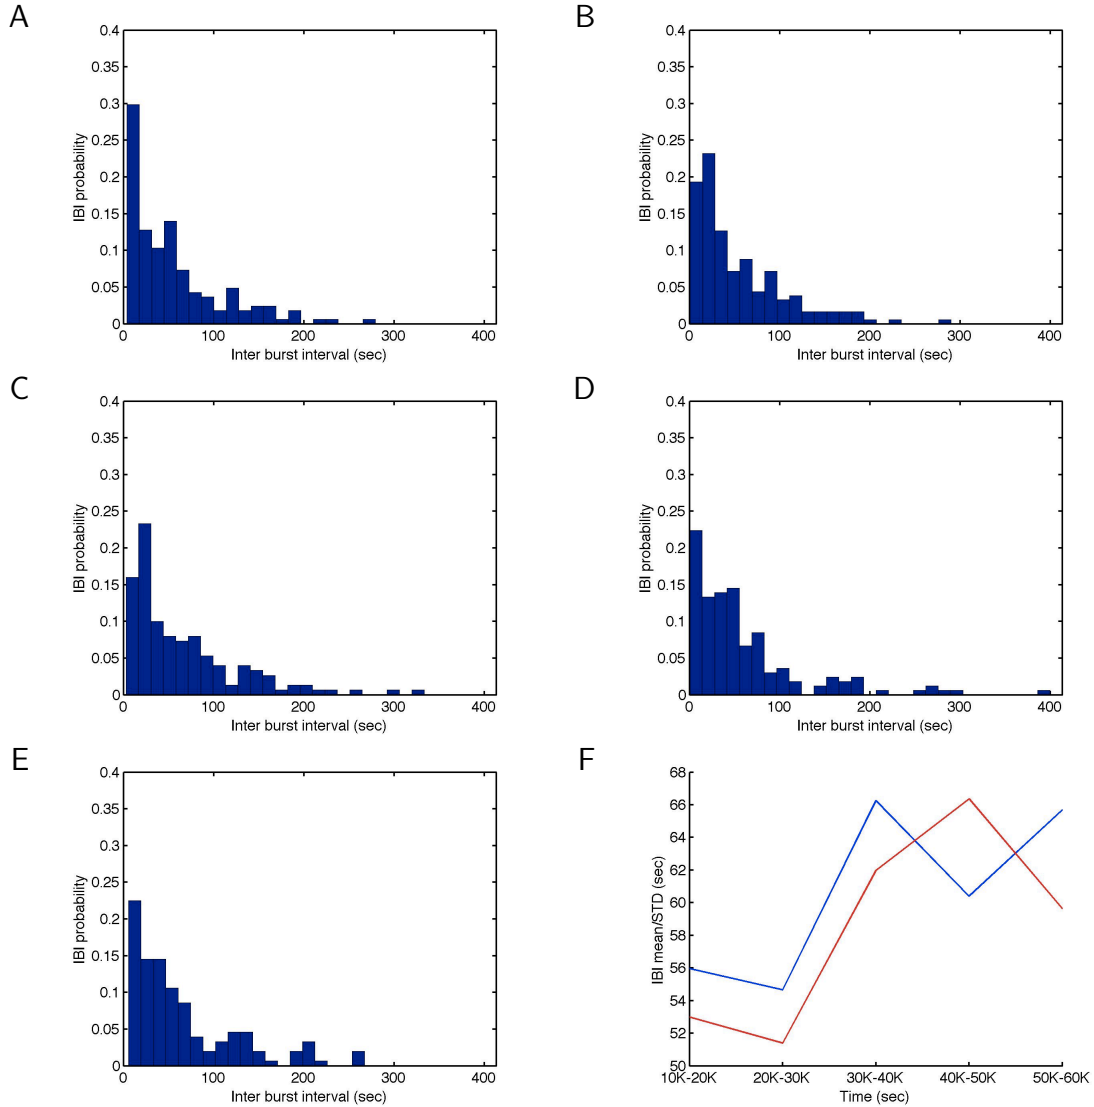 A
0.4
0.35
0.3
0.25
0.2
0.15
0.1
0.05
0
IBI probability
0 100 200 300 400
Inter burst interval (sec)
B
0.4
0.35
0.3
0.25
0.2
0.15
0.1
0.05
0
IBI probability
0 100 200 300 400
Inter burst interval (sec)
C
0.4
0.35
0.3
0.25
0.2
0.15
0.1
0.05
0
IBI probability
0 100 200 300 400
Inter burst interval (sec)
D
0.4
0.35
0.3
0.25
0.2
0.15
0.1
0.05
0
IBI probability
0 100 200 300 400
Inter burst interval (sec)
E
0.4
0.35
0.3
0.25
0.2
0.15
0.1
0.05
0
IBI probability
0 100 200 300 400
Inter burst interval (sec)
F
68
66
64
62
60
58
56
54
52
50
IBI mean/STD (sec)
10K-20K 20K-30K 30K-40K 40K-50K 50K-60K
Time (sec)